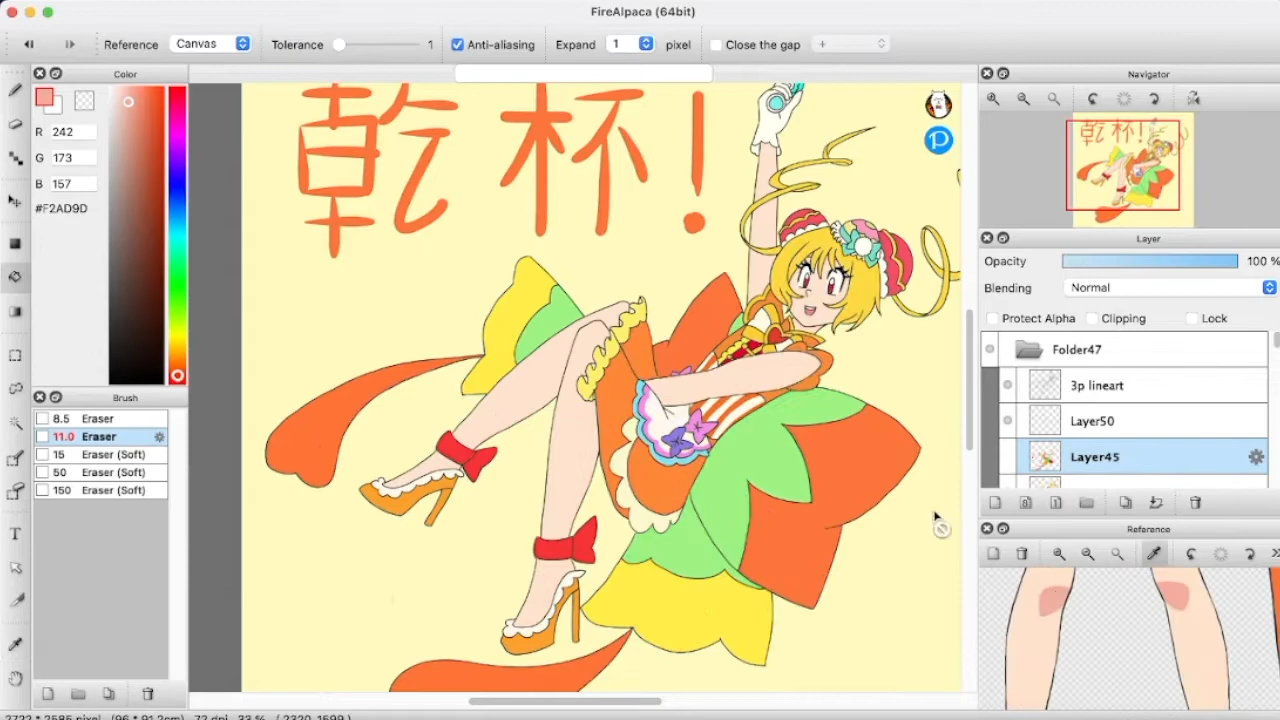 FireAlpaca (64bit)
Reference Canvas Tolerance 1 Anti-aliasing Expand 1 pixel Close the gap +
Color
R 242
G 173
B 157
#F2AD9D
Brush
8.5 Eraser
11.0 Eraser
15 Eraser (Soft)
50 Eraser (Soft)
150 Eraser (Soft)
乾杯!
Navigator
乾杯!
Layer
Opacity 100 %
Blending Normal
Protect Alpha Clipping Lock
Folder47
3p lineart
Layer50
Layer45
Reference
T